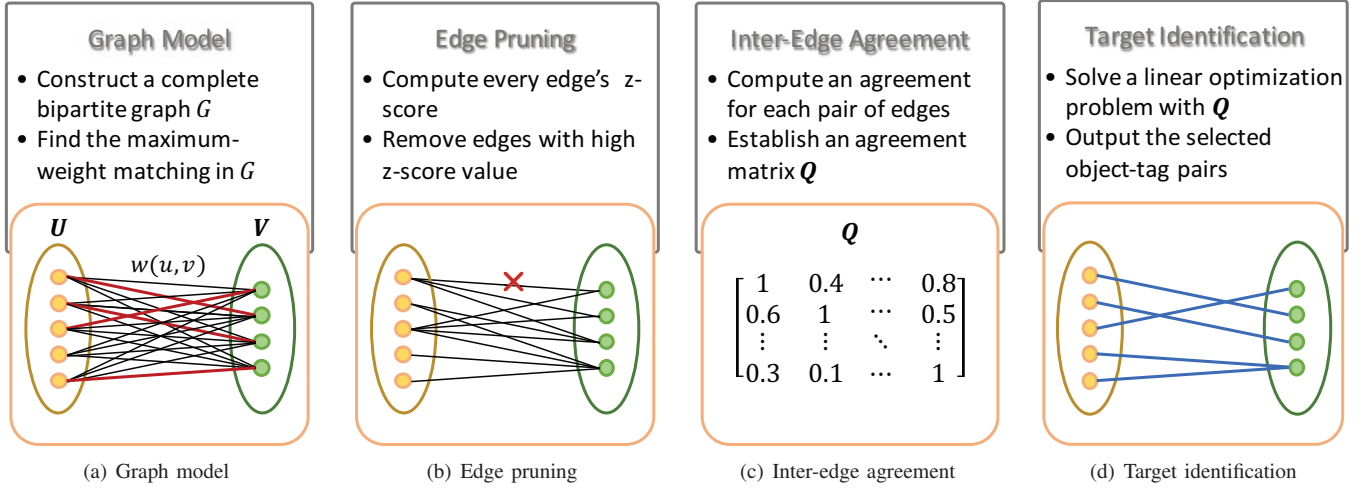 Graph Model
• Construct a complete
bipartite graph G
• Find the maximum-
weight matching in G
U
V
w(u, v)
(a) Graph model
Edge Pruning
• Compute every edge's z-
score
• Remove edges with high
z-score value
(b) Edge pruning
Inter-Edge Agreement
• Compute an agreement
for each pair of edges
• Establish an agreement
matrix Q
Q
1 0.4 ⋯ 0.8
0.6 1 ⋯ 0.5
⋮ ⋮ ⋱ ⋮
0.3 0.1 ⋯ 1
(c) Inter-edge agreement
Target Identification
• Solve a linear optimization
problem with Q
• Output the selected
object-tag pairs
(d) Target identification